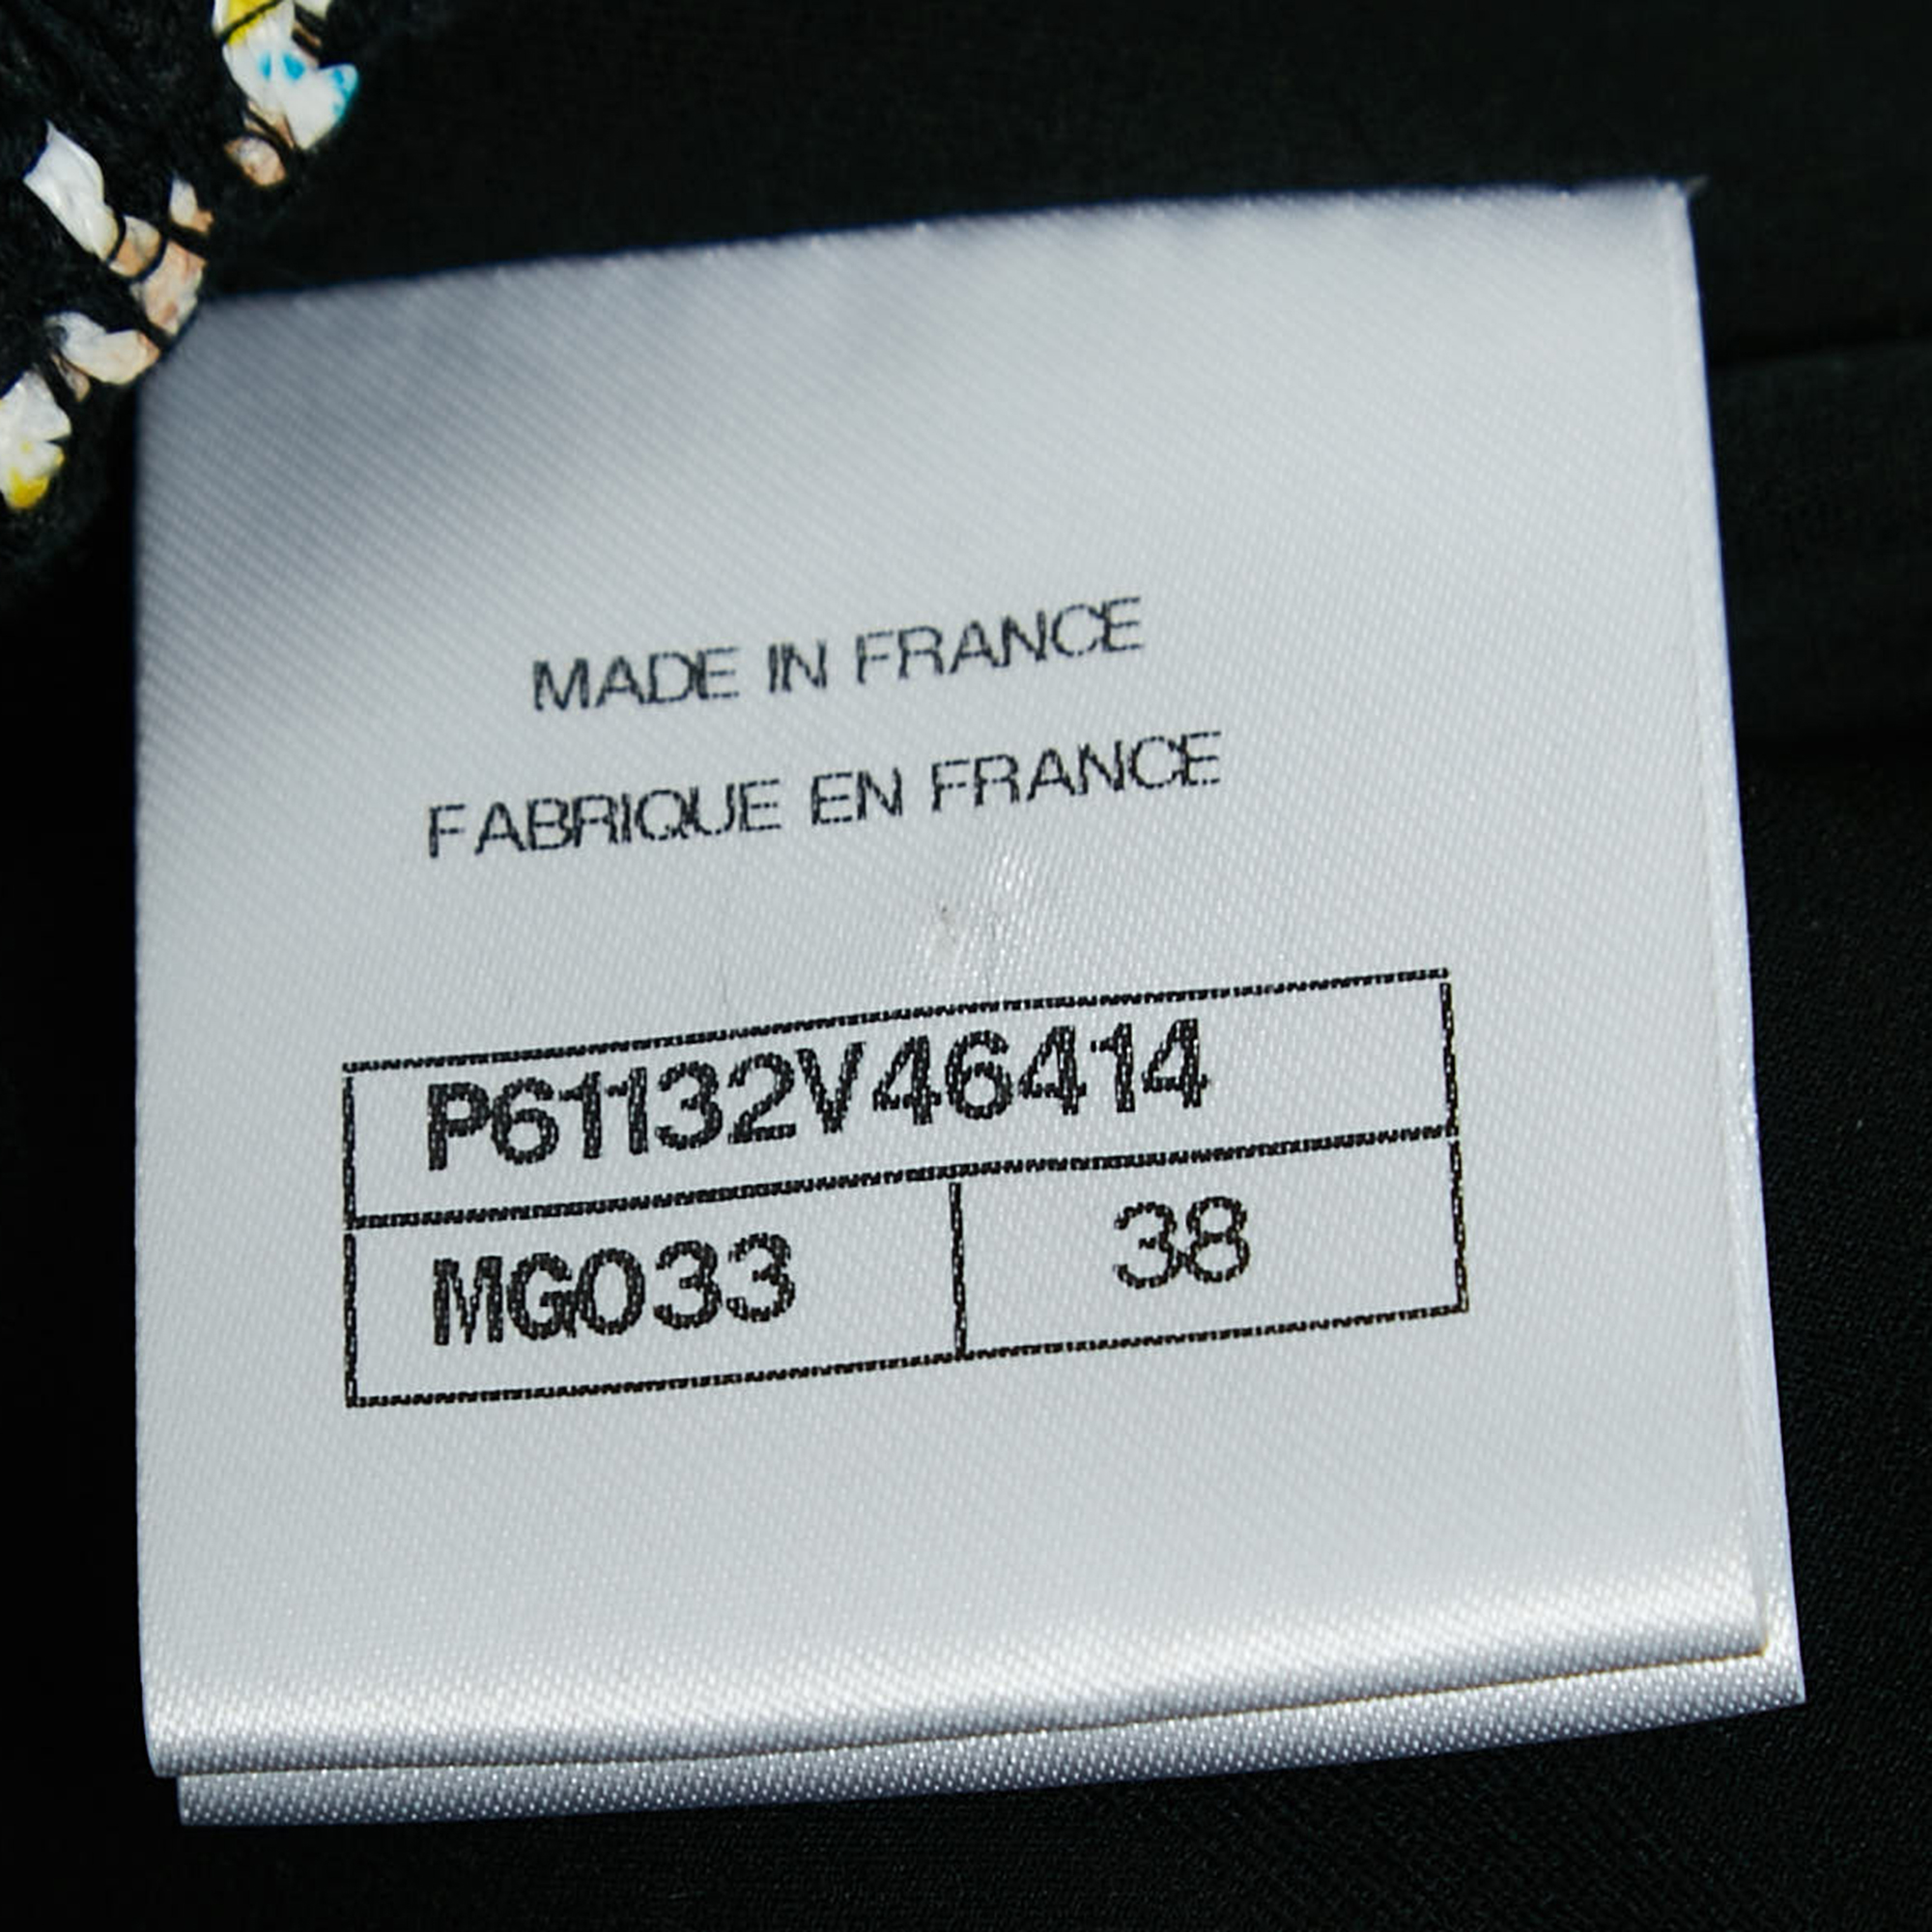 MADE IN FRANCE
FABRIQUE EN FRANCE
P61132V46414
MG033 38